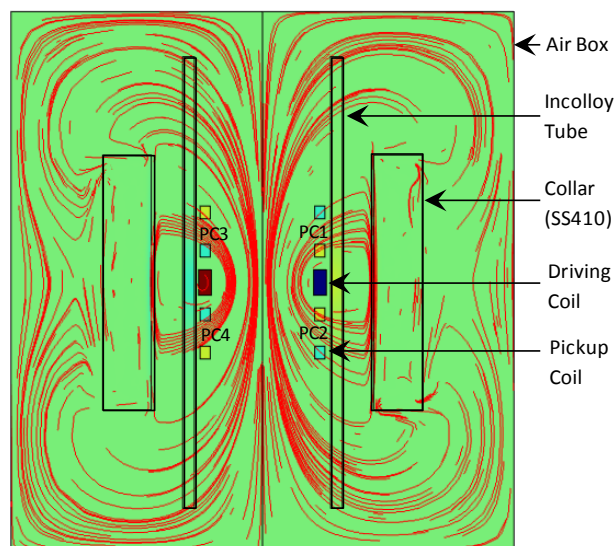 Air Box
Incolloy
Tube
Collar
(SS410)
PC3
PC1
Driving
Coil
PC4
PC2
Pickup
Coil